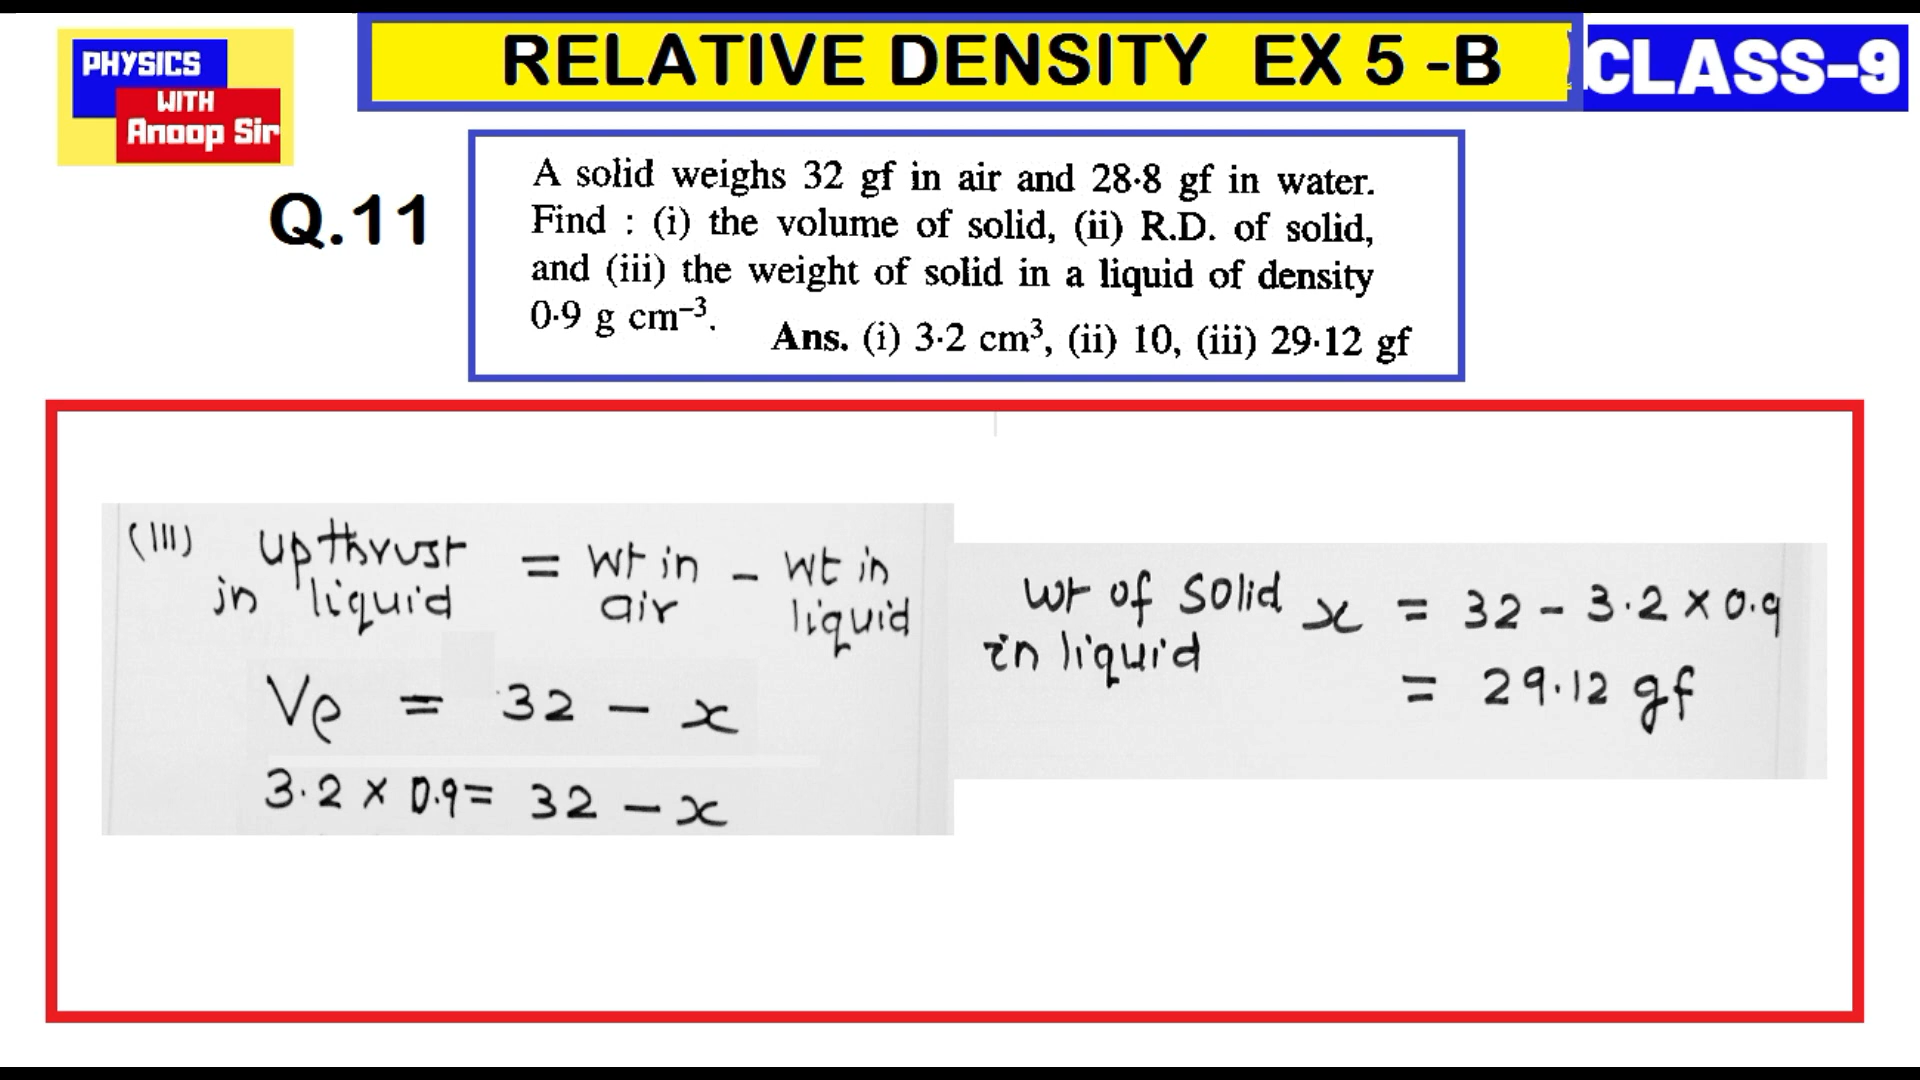 PHYSICS
WITH
Anoop Sir
RELATIVE DENSITY EX 5 -B
CLASS-9
Q.11
A solid weighs 32 gf in air and 28·8 gf in water.
Find : (i) the volume of solid, (ii) R.D. of solid,
and (iii) the weight of solid in a liquid of density
0·9 g cm⁻³.
Ans. (i) 3·2 cm³, (ii) 10, (iii) 29·12 gf
(III) upthrust = wt in - wt in
in liquid air liquid
Vρ = 32 - x
3.2 × 0.9 = 32 - x
wt of solid x = 32 - 3.2 × 0.9
in liquid
= 29.12 gf